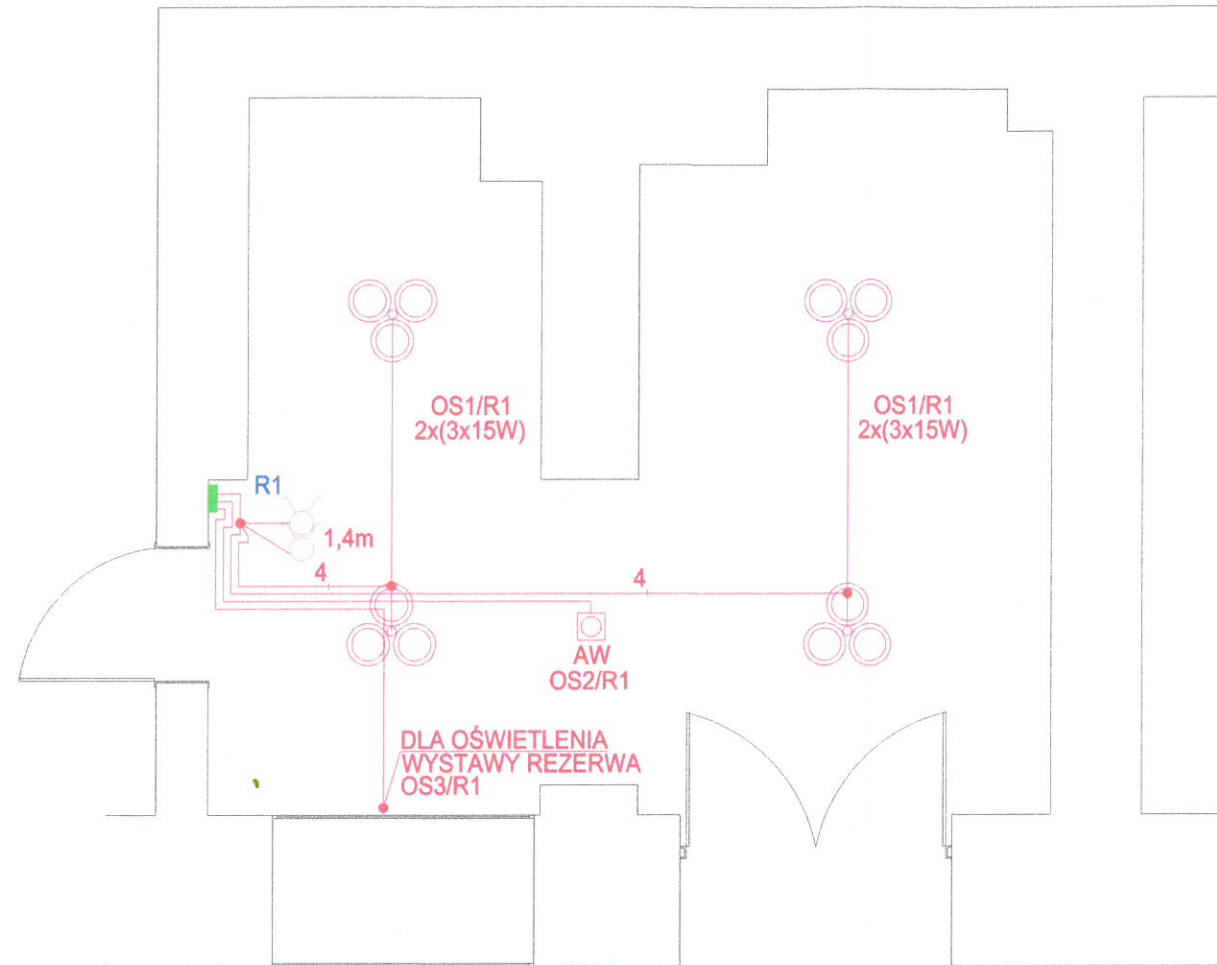 OS1/R1
2x(3x15W)
OS1/R1
2x(3x15W)
R1
1,4m
4
4
AW
OS2/R1
DLA OŚWIETLENIA
WYSTAWY REZERWA
OS3/R1